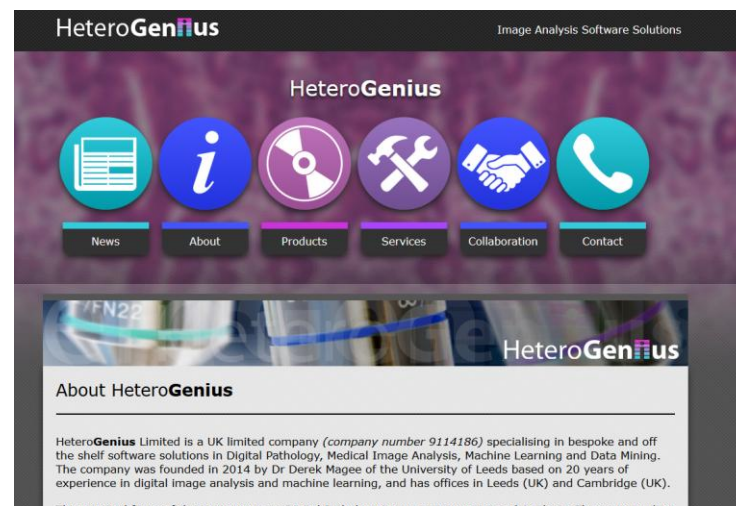 HeteroGenius
Image Analysis Software Solutions
HeteroGenius
News About Products Services Collaboration Contact
/FN22
HeteroGenius
HeteroGenius
About HeteroGenius
HeteroGenius Limited is a UK limited company (company number 9114186) specialising in bespoke and off
the shelf software solutions in Digital Pathology, Medical Image Analysis, Machine Learning and Data Mining.
The company was founded in 2014 by Dr Derek Magee of the University of Leeds based on 20 years of
experience in digital image analysis and machine learning, and has offices in Leeds (UK) and Cambridge (UK).